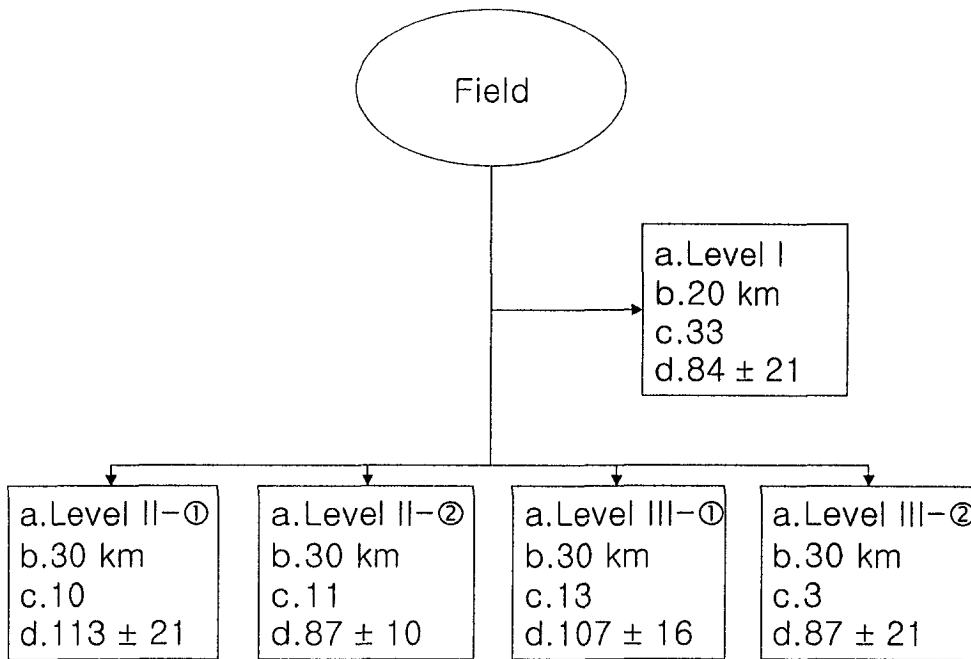 Field
a.Level I
b.20 km
c.33
d.84 ± 21
a.Level II-①
b.30 km
c.10
d.113 ± 21
a.Level II-②
b.30 km
c.11
d.87 ± 10
a.Level III-①
b.30 km
c.13
d.107 ± 16
a.Level III-②
b.30 km
c.3
d.87 ± 21